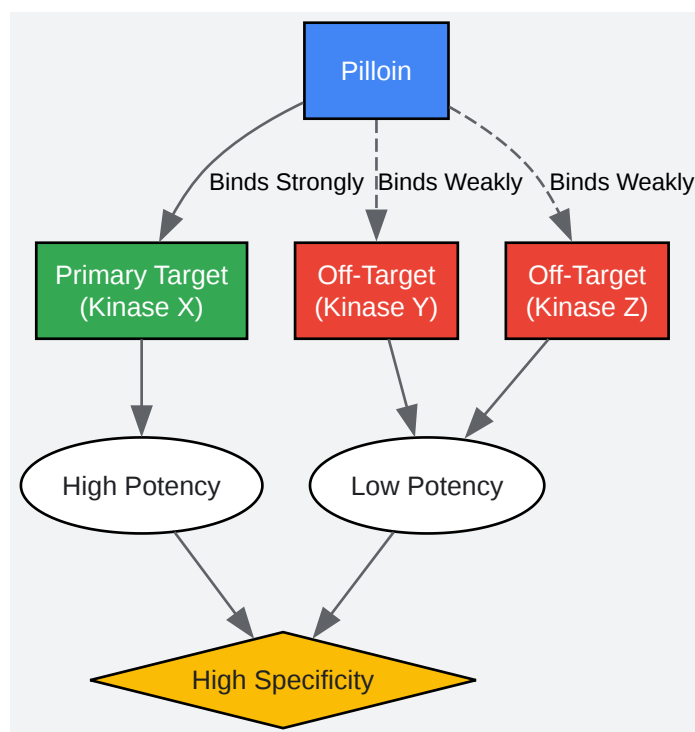 Pilloin
Binds Strongly
Binds Weakly
Binds Weakly
Primary Target
(Kinase X)
Off-Target
(Kinase Y)
Off-Target
(Kinase Z)
High Potency
Low Potency
High Specificity